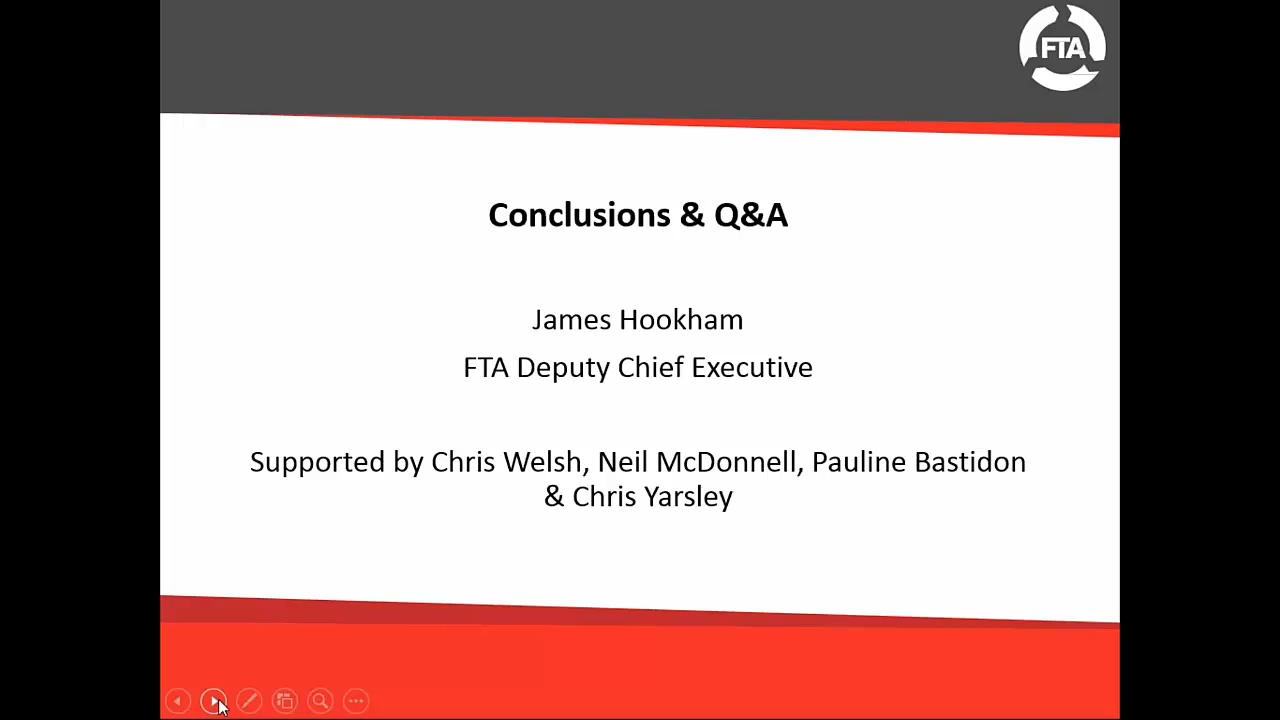 FTA
Conclusions & Q&A
James Hookham
FTA Deputy Chief Executive
Supported by Chris Welsh, Neil McDonnell, Pauline Bastidon
& Chris Yarsley